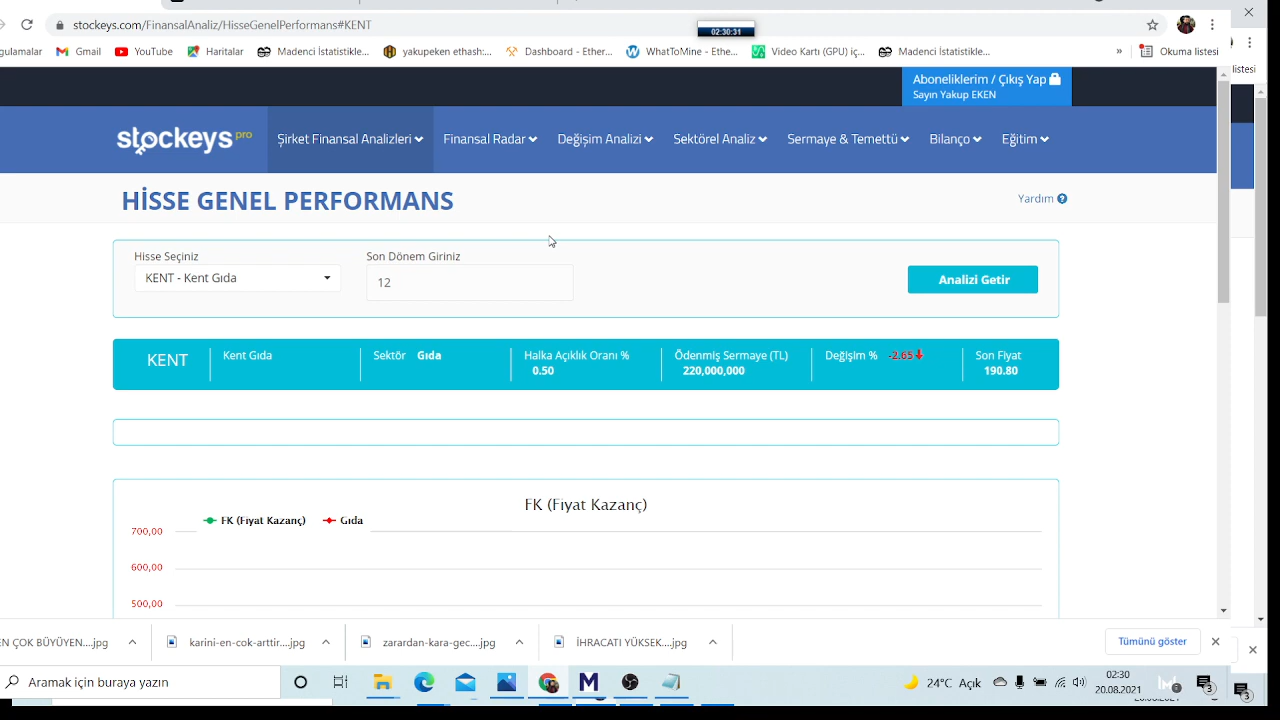 stockeys.com/FinansalAnaliz/HisseGenelPerformans#KENT
02:30:31
ulamalar
Gmail
YouTube
Haritalar
Madenci İstatistikle...
yakupeken ethash:...
Dashboard - Ether...
WhatToMine - Ethe...
Video Kartı (GPU) iç...
Madenci İstatistikle...
»
Okuma listesi
listesi
Aboneliklerim / Çıkış Yap
Sayın Yakup EKEN
stockeys pro
Şirket Finansal Analizleri
Finansal Radar
Değişim Analizi
Sektörel Analiz
Sermaye & Temettü
Bilanço
Eğitim
HİSSE GENEL PERFORMANS
Yardım
Hisse Seçiniz
Son Dönem Giriniz
KENT - Kent Gıda
12
Analizi Getir
KENT
Kent Gıda
Sektör Gıda
Halka Açıklık Oranı %
0.50
Ödenmiş Sermaye (TL)
220,000,000
Değişim % -2.65
Son Fiyat
190.80
FK (Fiyat Kazanç)
FK (Fiyat Kazanç)
Gıda
700,00
600,00
500,00
EN ÇOK BÜYÜYEN....jpg
karini-en-cok-arttir....jpg
zarardan-kara-gec....jpg
İHRACATI YÜKSEK....jpg
Tümünü göster
Aramak için buraya yazın
24°C Açık
02:30
20.08.2021
3
3